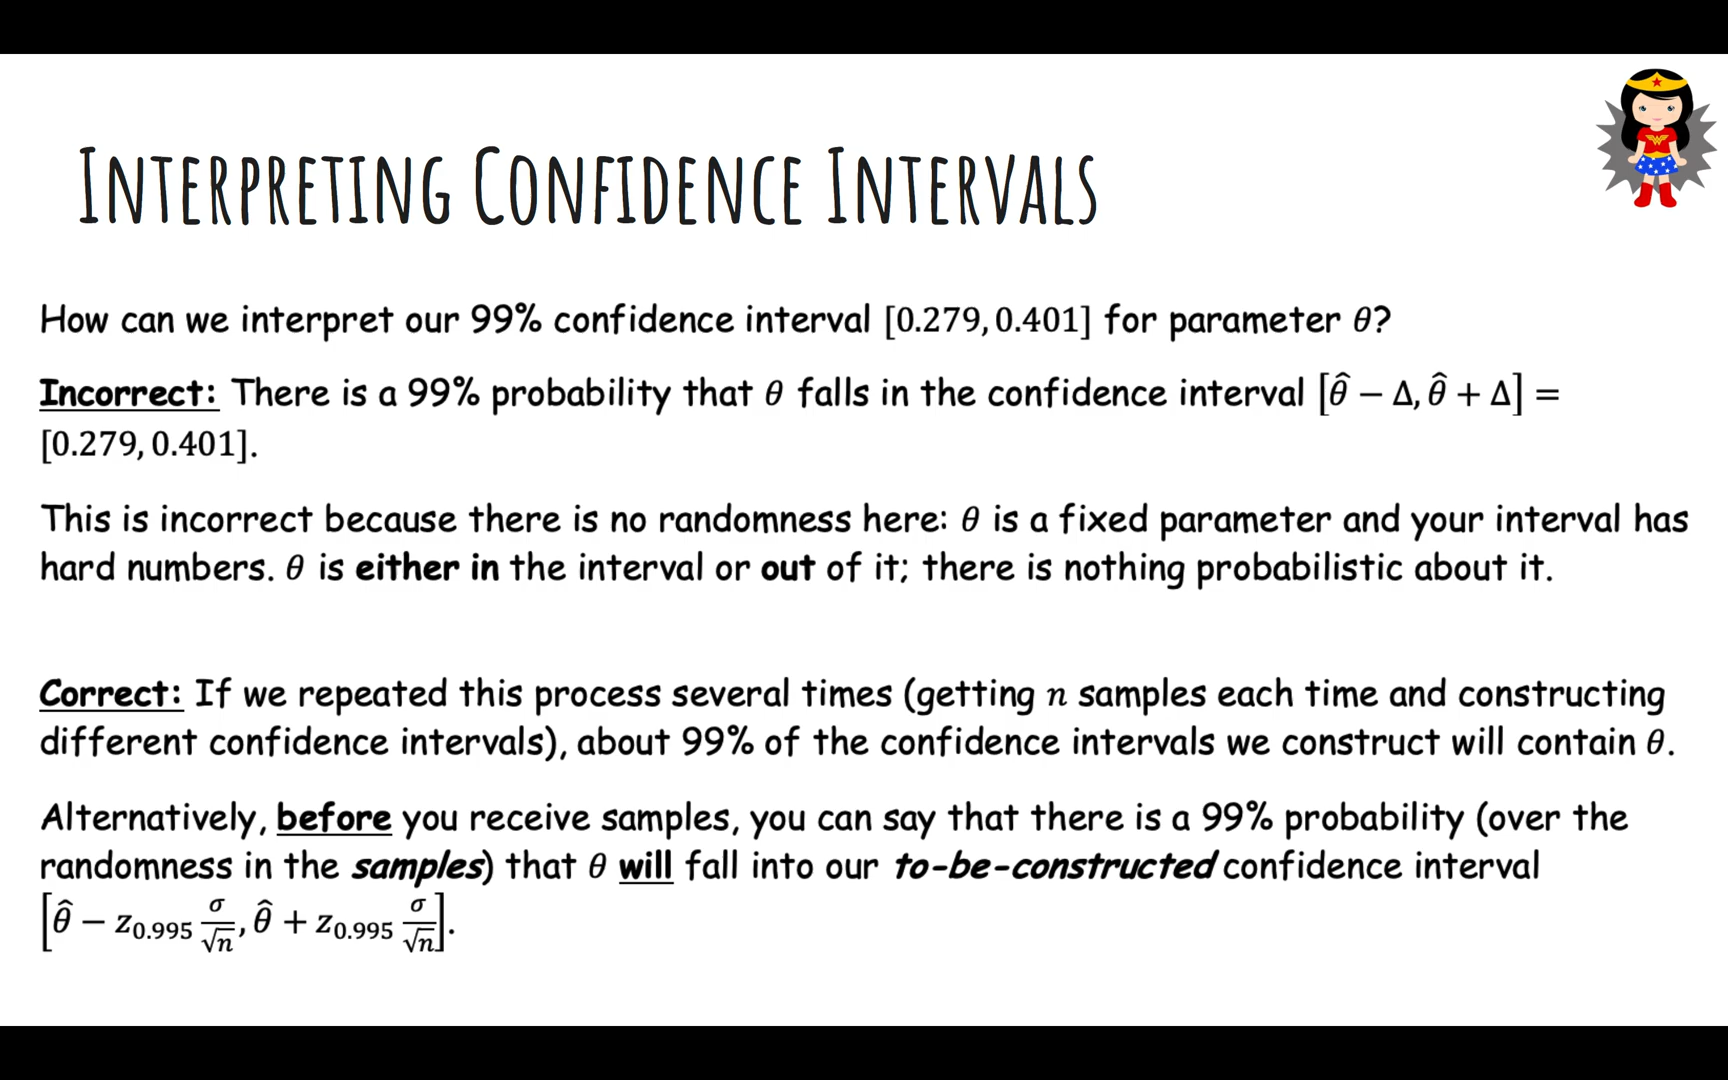 INTERPRETING CONFIDENCE INTERVALS
How can we interpret our 99% confidence interval [0.279, 0.401] for parameter θ?
Incorrect: There is a 99% probability that θ falls in the confidence interval [θ̂ − Δ, θ̂ + Δ] =
[0.279, 0.401].
This is incorrect because there is no randomness here: θ is a fixed parameter and your interval has
hard numbers. θ is either in the interval or out of it; there is nothing probabilistic about it.
Correct: If we repeated this process several times (getting n samples each time and constructing
different confidence intervals), about 99% of the confidence intervals we construct will contain θ.
Alternatively, before you receive samples, you can say that there is a 99% probability (over the
randomness in the samples) that θ will fall into our to-be-constructed confidence interval
[θ̂ − z₀.₉₉₅ σ/√n, θ̂ + z₀.₉₉₅ σ/√n].